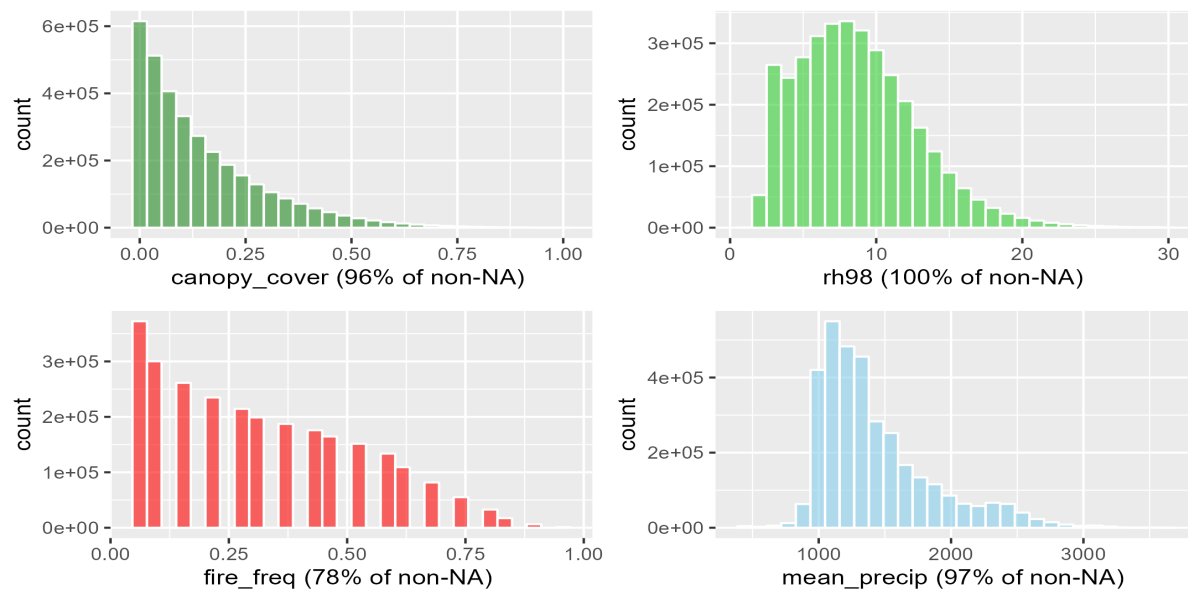 6e+05
4e+05
2e+05
0e+00
count
0.00 0.25 0.50 0.75 1.00
canopy_cover (96% of non-NA)
3e+05
2e+05
1e+05
0e+00
count
0 10 20 30
rh98 (100% of non-NA)
3e+05
2e+05
1e+05
0e+00
count
0.00 0.25 0.50 0.75 1.00
fire_freq (78% of non-NA)
4e+05
2e+05
0e+00
count
1000 2000 3000
mean_precip (97% of non-NA)